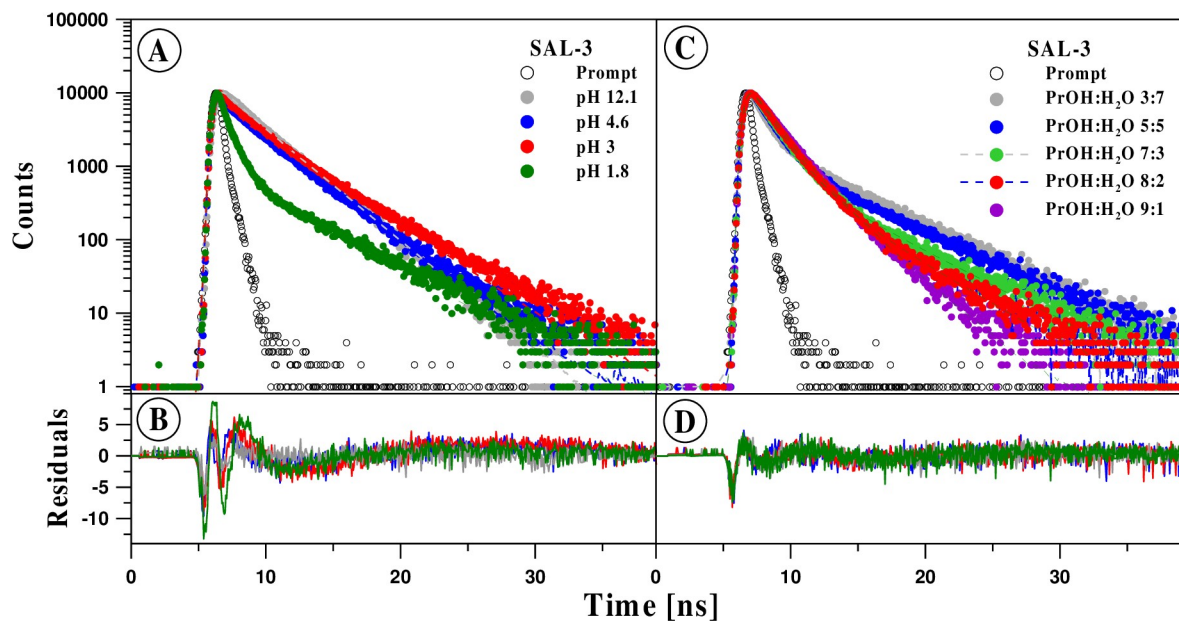 100000
10000
1000
100
10
1
Counts
A
SAL-3
Prompt
pH 12.1
pH 4.6
pH 3
pH 1.8
C
SAL-3
Prompt
PrOH:H₂O 3:7
PrOH:H₂O 5:5
PrOH:H₂O 7:3
PrOH:H₂O 8:2
PrOH:H₂O 9:1
B
D
5
0
-5
-10
Residuals
0 10 20 30 0 10 20 30
Time [ns]